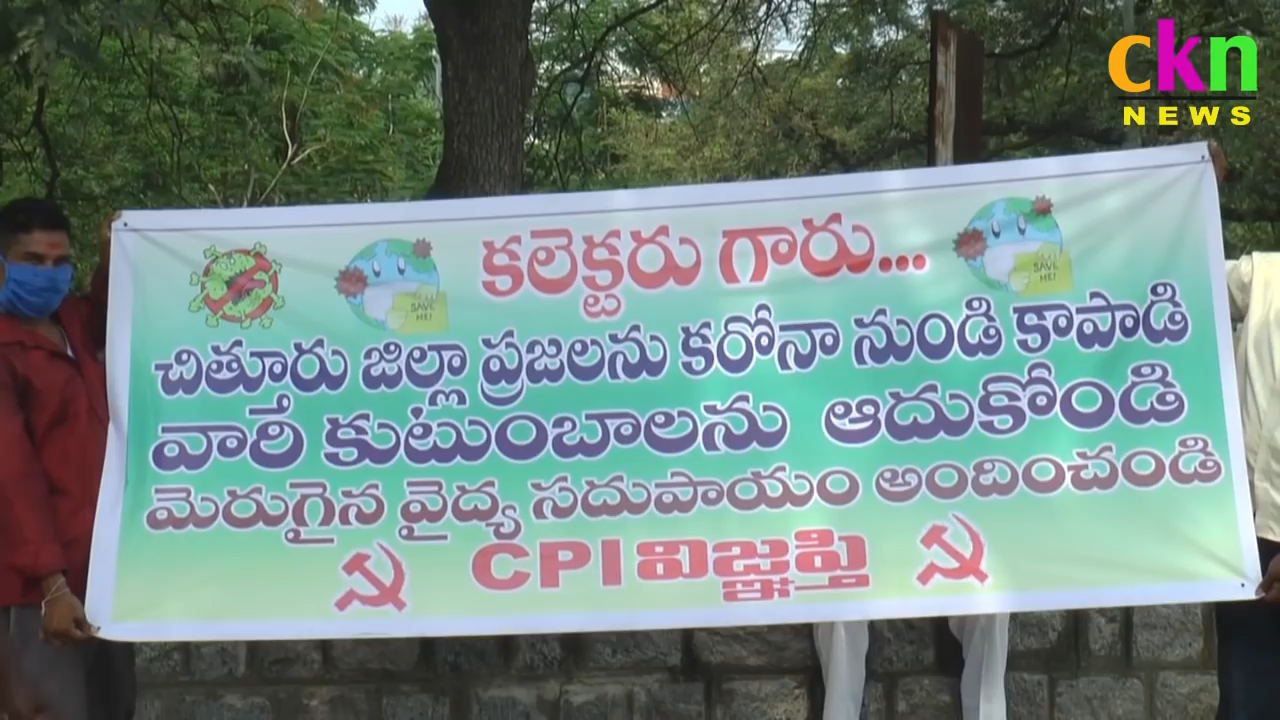 ckn
NEWS
కలెక్టరు గారు...
SAVE
ME!
SAVE
ME!
చిత్తూరు జిల్లా ప్రజలను కరోనా నుండి కాపాడి
వారి కుటుంబాలను ఆదుకోండి
మెరుగైన వైద్య సదుపాయం అందించండి
CPI విజ్ఞప్తి